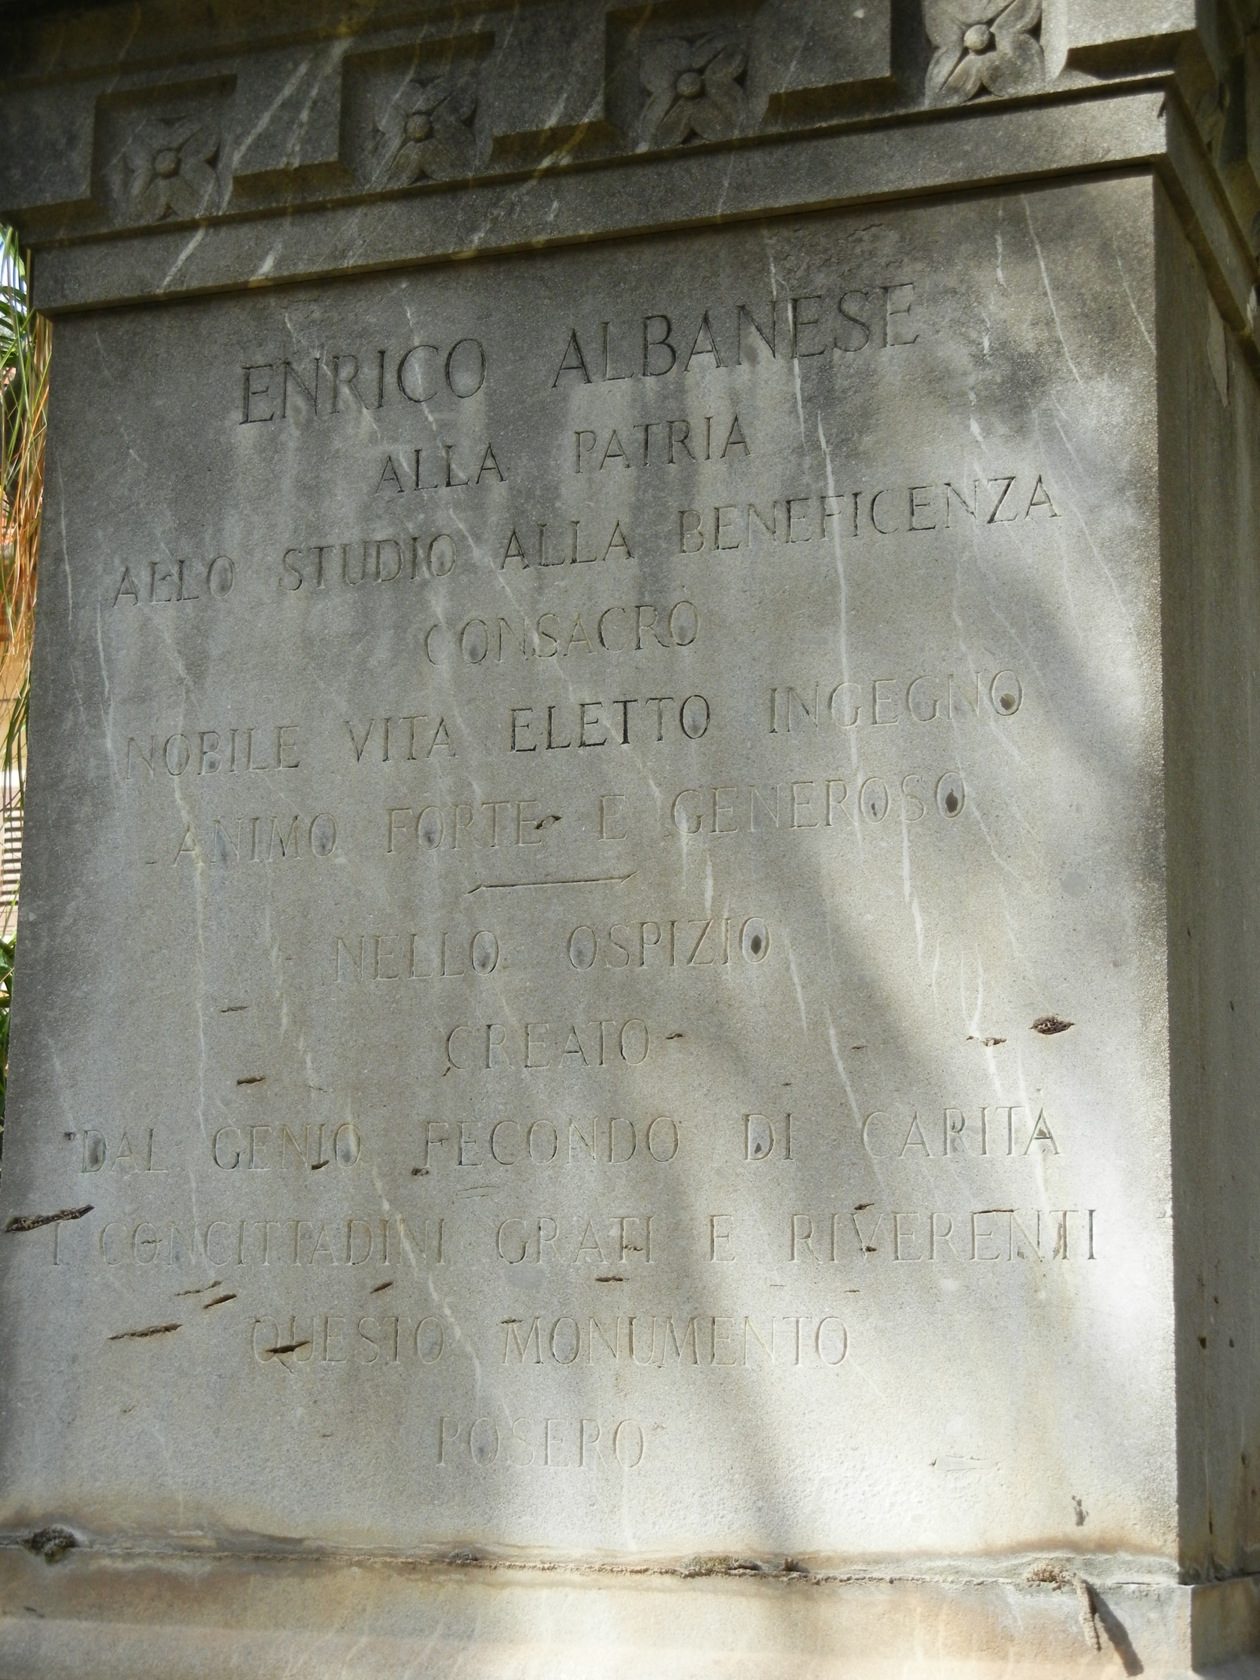 ENRICO ALBANESE
ALLA PATRIA
ALLO STUDIO ALLA BENEFICENZA
CONSACRO
NOBILE VITA ELETTO INGEGNO
ANIMO FORTE E GENEROSO
NELLO OSPIZIO
CREATO
DAL GENIO FECONDO DI CARITA
I CONCITTADINI GRATI E RIVERENTI
QUESTO MONUMENTO
POSERO